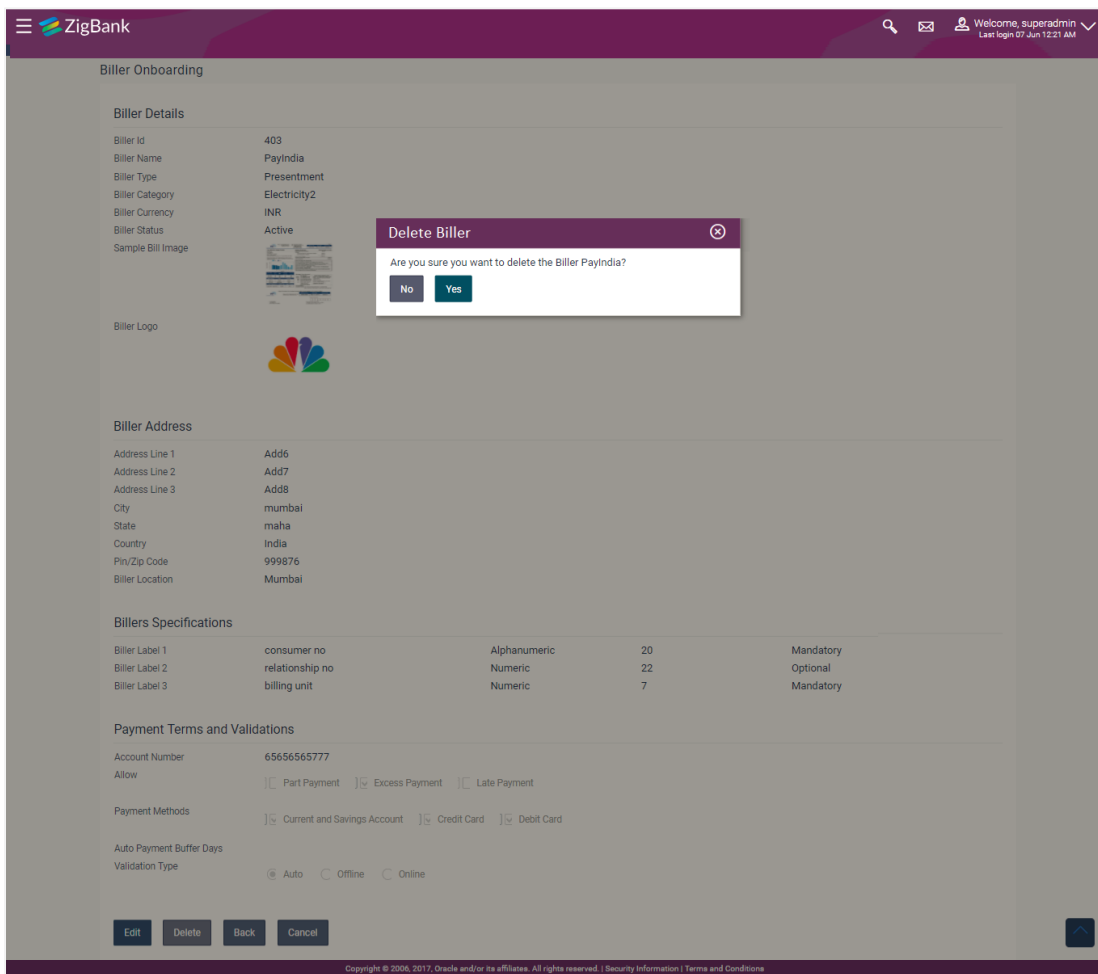 ZigBank
Welcome, superadmin
Last login 07 Jun 12:21 AM
Biller Onboarding
Biller Details
Biller Id 403
Biller Name PayIndia
Biller Type Presentment
Biller Category Electricity2
Biller Currency INR
Biller Status Active
Sample Bill Image
Delete Biller
Are you sure you want to delete the Biller PayIndia?
No Yes
Biller Logo
Biller Address
Address Line 1 Add6
Address Line 2 Add7
Address Line 3 Add8
City mumbai
State maha
Country India
Pin/Zip Code 999876
Biller Location Mumbai
Billers Specifications
Biller Label 1 consumer no Alphanumeric 20 Mandatory
Biller Label 2 relationship no Numeric 22 Optional
Biller Label 3 billing unit Numeric 7 Mandatory
Payment Terms and Validations
Account Number 65656565777
Allow Part Payment Excess Payment Late Payment
Payment Methods Current and Savings Account Credit Card Debit Card
Auto Payment Buffer Days
Validation Type Auto Offline Online
Edit Delete Back Cancel
Copyright © 2006, 2017, Oracle and/or its affiliates. All rights reserved. | Security Information | Terms and Conditions